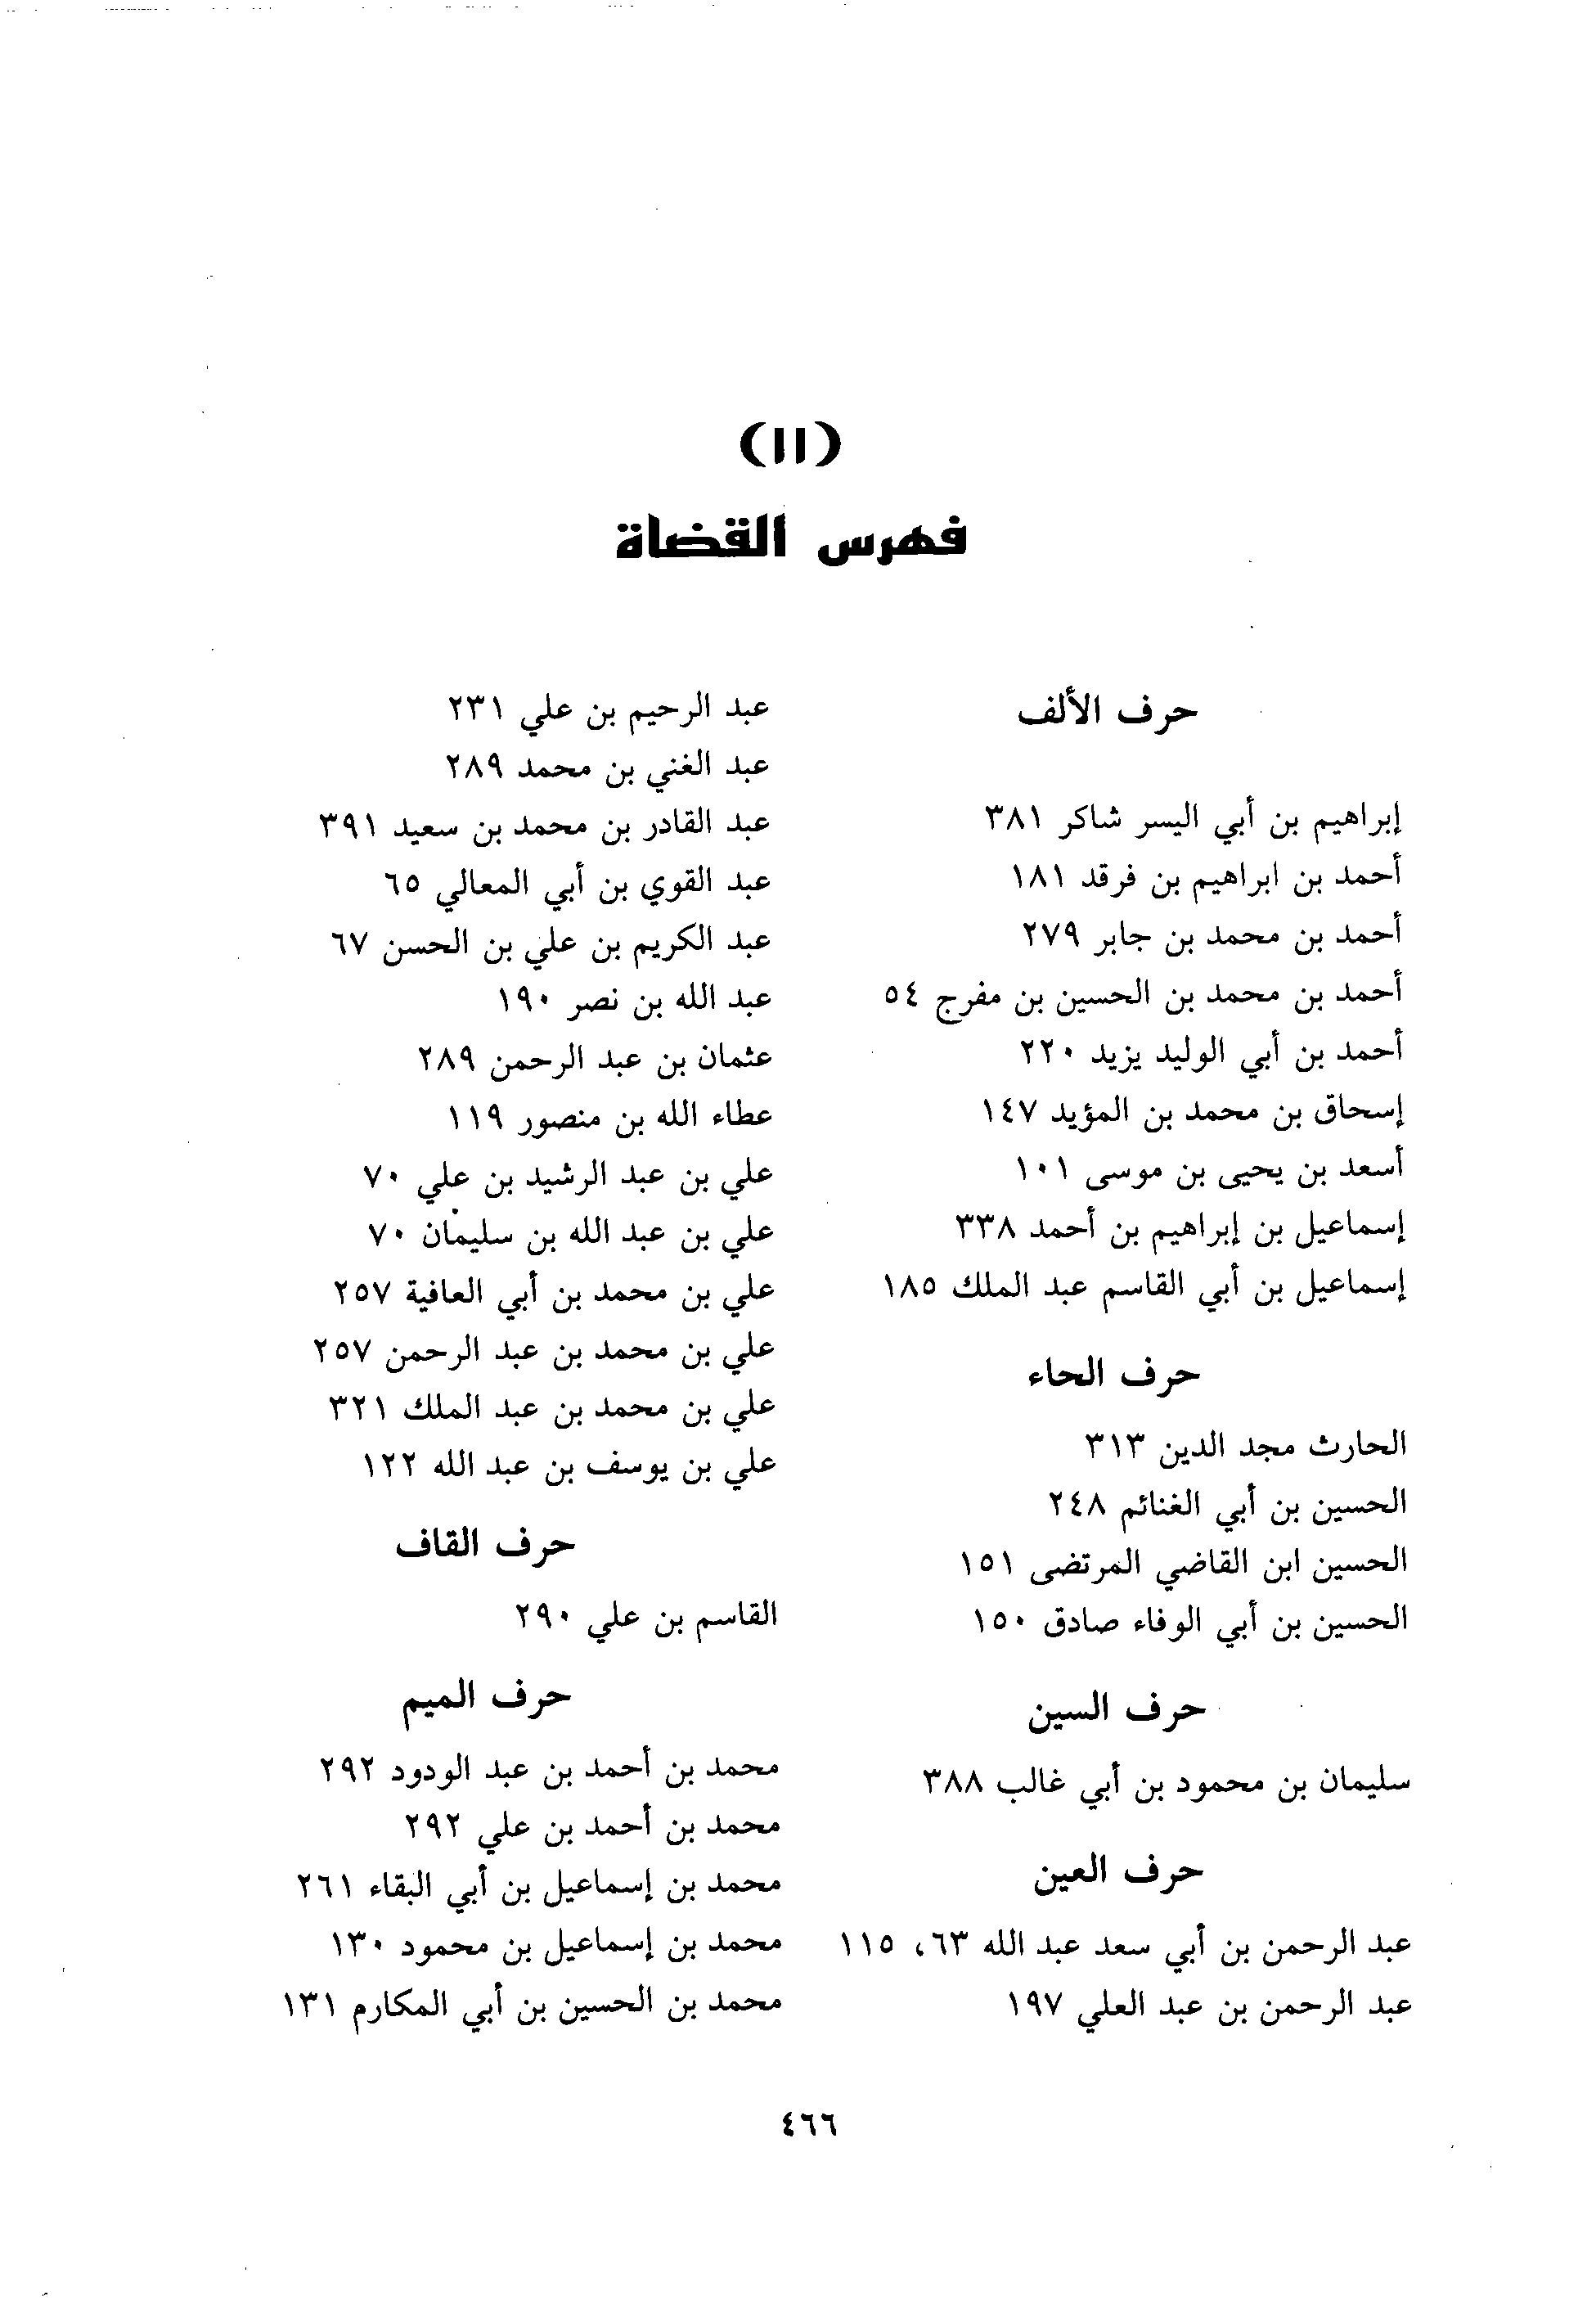 (١١)
فهرس القضاة
حرف الألف
إبراهيم بن أبي اليسر شاكر ٣٨١
أحمد بن ابراهيم بن فرقد ١٨١
أحمد بن محمد بن جابر ٢٧٩
أحمد بن محمد بن الحسين بن مفرج ٥٤
أحمد بن أبي الوليد يزيد ٢٢٠
إسحاق بن محمد بن المؤيد ١٤٧
أسعد بن يحيى بن موسى ١٠١
إسماعيل بن إبراهيم بن أحمد ٣٣٨
إسماعيل بن أبي القاسم عبد الملك ١٨٥
حرف الحاء
الحارث مجد الدين ٣١٣
الحسين بن أبي الغنائم ٢٤٨
الحسين ابن القاضي المرتضى ١٥١
الحسين بن أبي الوفاء صادق ١٥٠
حرف السين
سليمان بن محمود بن أبي غالب ٣٨٨
حرف العين
عبد الرحمن بن أبي سعد عبد الله ٦٣، ١١٥
عبد الرحمن بن عبد العلي ١٩٧
عبد الرحيم بن علي ٢٣١
عبد الغني بن محمد ٢٨٩
عبد القادر بن محمد بن سعيد ٣٩١
عبد القوي بن أبي المعالي ٦٥
عبد الكريم بن علي بن الحسن ٦٧
عبد الله بن نصر ١٩٠
عثمان بن عبد الرحمن ٢٨٩
عطاء الله بن منصور ١١٩
علي بن عبد الرشيد بن علي ٧٠
علي بن عبد الله بن سليمان ٧٠
علي بن محمد بن أبي العافية ٢٥٧
علي بن محمد بن عبد الرحمن ٢٥٧
علي بن محمد بن عبد الملك ٣٢١
علي بن يوسف بن عبد الله ١٢٢
حرف القاف
القاسم بن علي ٢٩٠
حرف الميم
محمد بن أحمد بن عبد الودود ٢٩٢
محمد بن أحمد بن علي ٢٩٢
محمد بن إسماعيل بن أبي البقاء ٢٦١
محمد بن إسماعيل بن محمود ١٣٠
محمد بن الحسين بن أبي المكارم ١٣١
٤٦٦